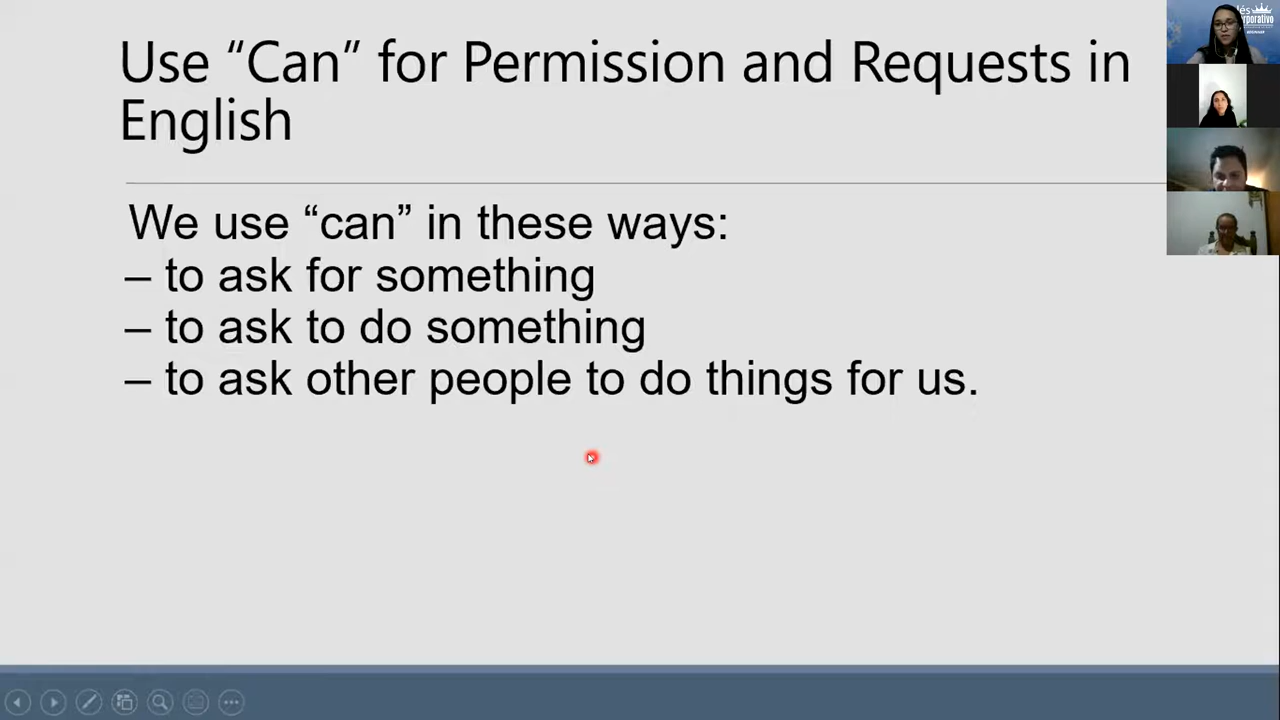 Use “Can” for Permission and Requests in
English
We use “can” in these ways:
– to ask for something
– to ask to do something
– to ask other people to do things for us.